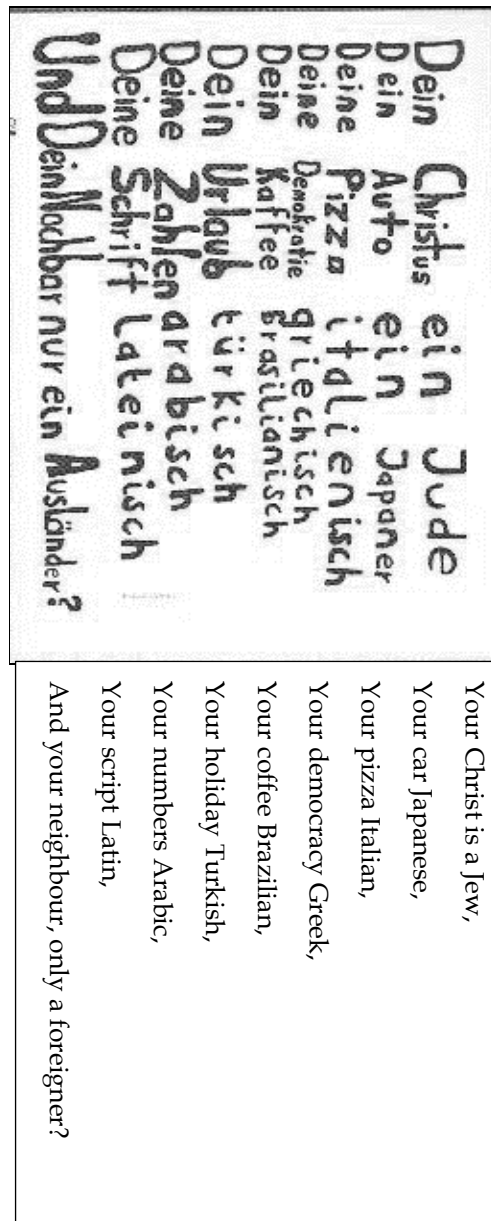 Dein Christus ein Jude
Dein Auto ein Japaner
Deine Pizza italienisch
Deine Demokratie griechisch
Dein Kaffee brasilianisch
Dein Urlaub türkisch
Deine Zahlen arabisch
Deine Schrift lateinisch
Und Dein Nachbar nur ein Ausländer?
Your Christ is a Jew,
Your car Japanese,
Your pizza Italian,
Your democracy Greek,
Your coffee Brazilian,
Your holiday Turkish,
Your numbers Arabic,
Your script Latin,
And your neighbour, only a foreigner?